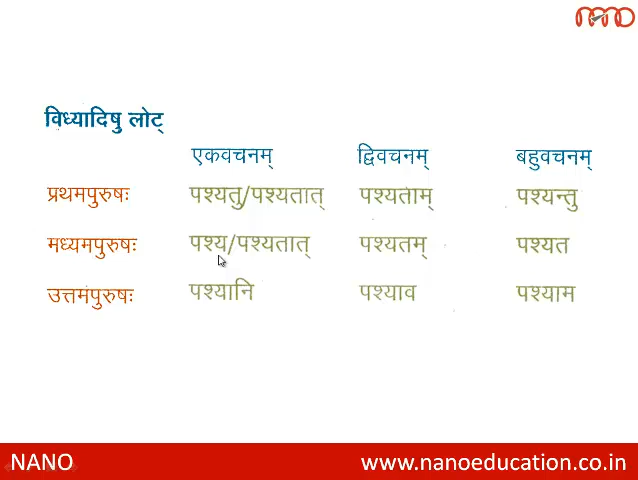 nano
विध्यादिषु लोट्
एकवचनम् द्विवचनम् बहुवचनम्
प्रथमपुरुषः पश्यतु/पश्यतात् पश्यताम् पश्यन्तु
मध्यमपुरुषः पश्य/पश्यतात् पश्यतम् पश्यत
उत्तमपुरुषः पश्यानि पश्याव पश्याम
NANO www.nanoeducation.co.in